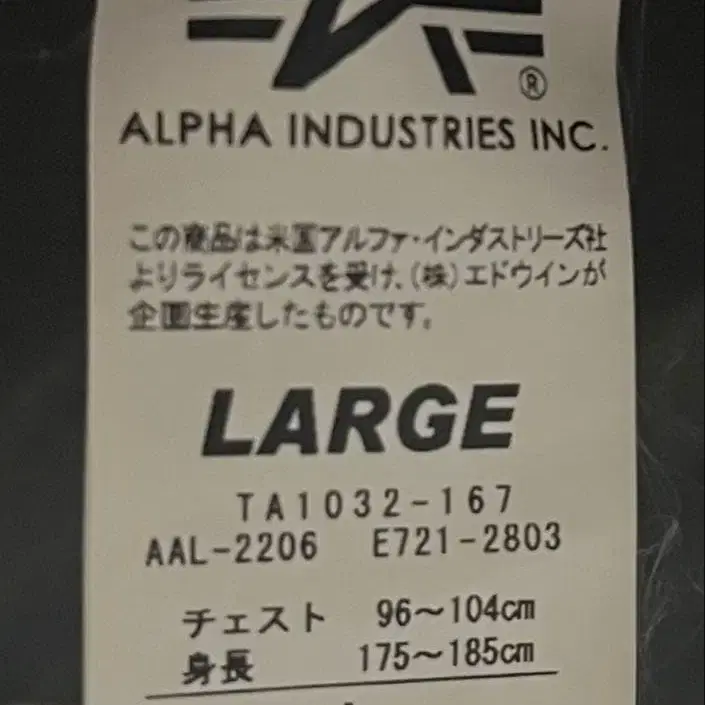 ®
ALPHA INDUSTRIES INC.
この商品は米国アルファ・インダストリーズ社
よりライセンスを受け、(株)エドウインが
企画生産したものです。
LARGE
TA1032-167
AAL-2206 E721-2803
チェスト 96～104cm
身長 175～185cm